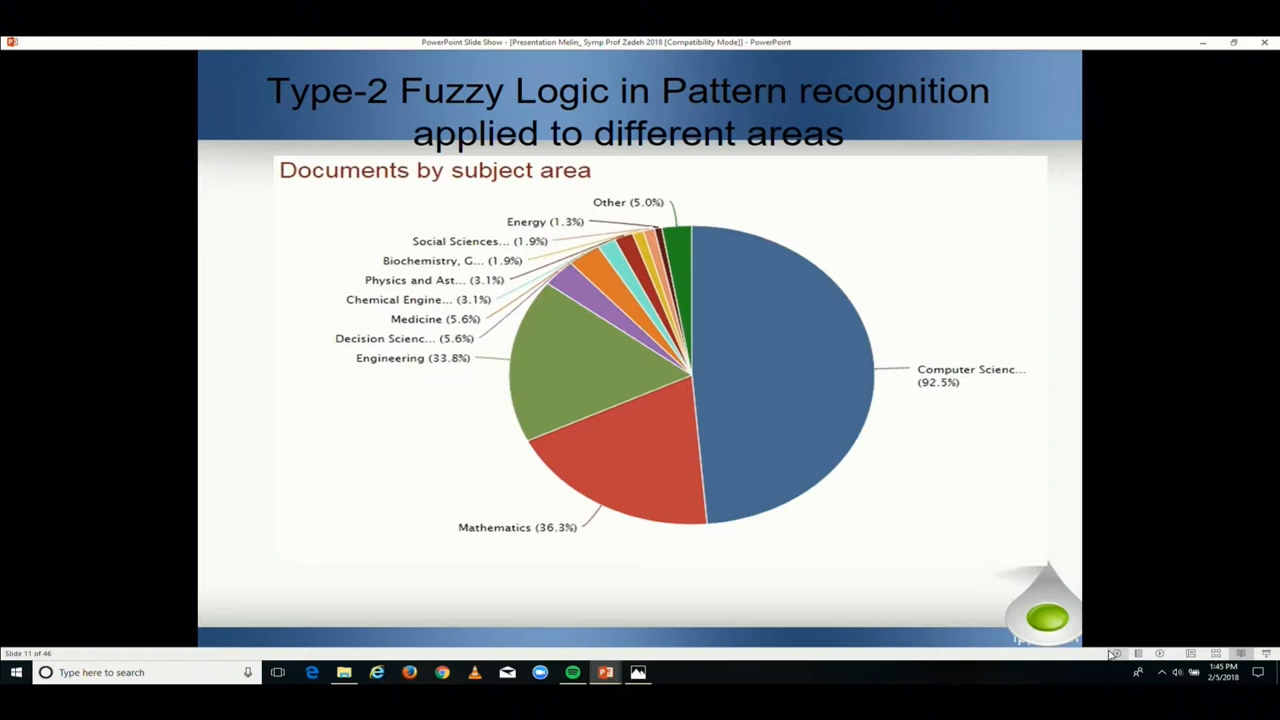 PowerPoint Slide Show - [Presentation Melin_ Symp Prof Zadeh 2018 [Compatibility Mode]] - PowerPoint
Type-2 Fuzzy Logic in Pattern recognition
applied to different areas
Documents by subject area
Other (5.0%)
Energy (1.3%)
Social Sciences... (1.9%)
Biochemistry, G... (1.9%)
Physics and Ast... (3.1%)
Chemical Engine... (3.1%)
Medicine (5.6%)
Decision Scienc... (5.6%)
Engineering (33.8%)
Computer Scienc...
(92.5%)
Mathematics (36.3%)
Slide 11 of 46
Type here to search
1:45 PM
2/5/2018